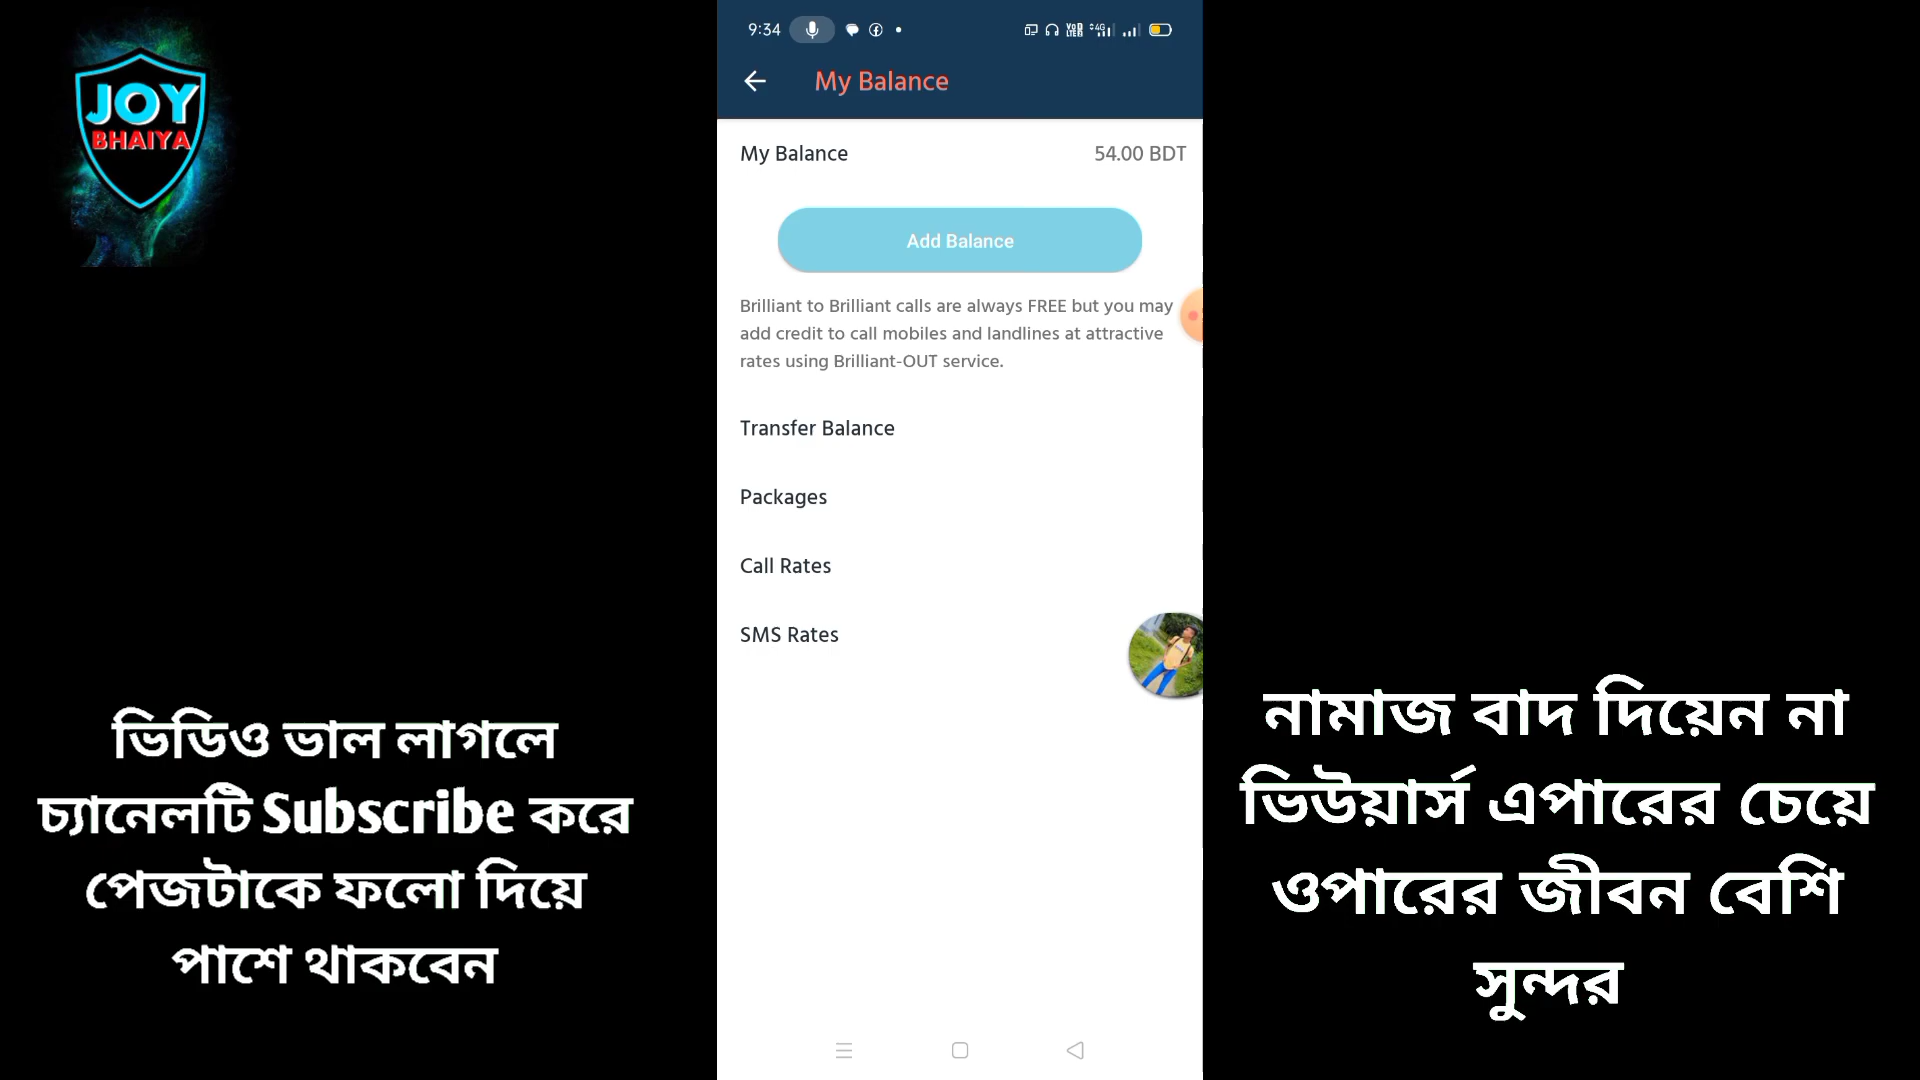 JOY
BHAIYA
9:34
My Balance
My Balance 54.00 BDT
Add Balance
Brilliant to Brilliant calls are always FREE but you may
add credit to call mobiles and landlines at attractive
rates using Brilliant-OUT service.
Transfer Balance
Packages
Call Rates
SMS Rates
ভিডিও ভাল লাগলে
চ্যানেলটি Subscribe করে
পেজটাকে ফলো দিয়ে
পাশে থাকবেন
নামাজ বাদ দিয়েন না
ভিউয়ার্স এপারের চেয়ে
ওপারের জীবন বেশি
সুন্দর